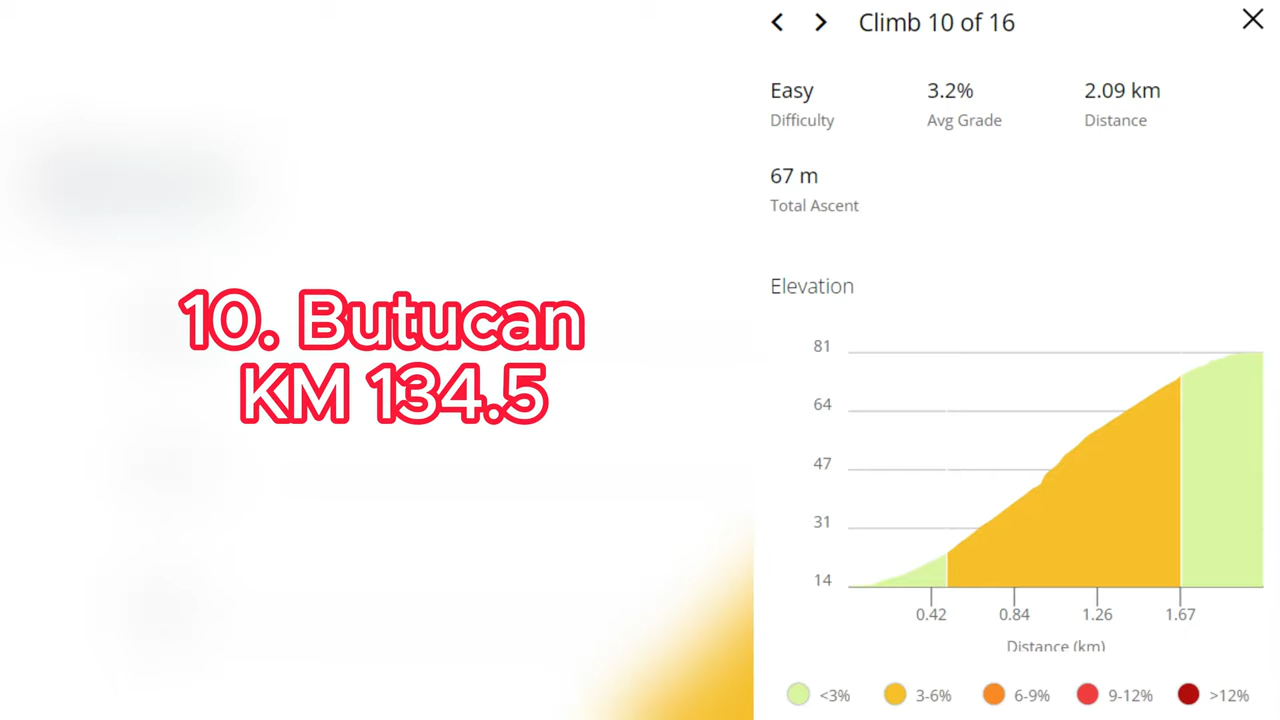 10. Butucan
KM 134.5
Climb 10 of 16
Easy 3.2% 2.09 km
Difficulty Avg Grade Distance
67 m
Total Ascent
Elevation
81
64
47
31
14
0.42 0.84 1.26 1.67
Distance (km)
<3% 3-6% 6-9% 9-12% >12%